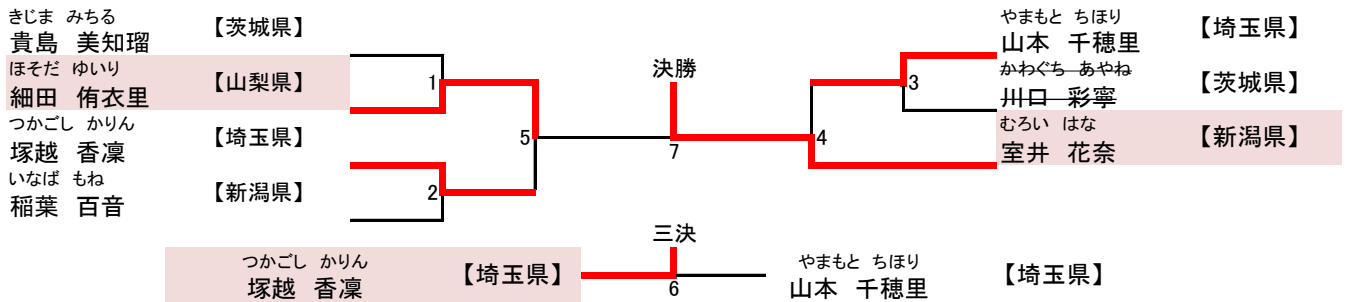 きじま みちる
貴島 美知瑠 【茨城県】
ほそだ ゆいり
細田 侑衣里 【山梨県】
つかごし かりん
塚越 香凜 【埼玉県】
いなば もね
稲葉 百音 【新潟県】
1
2
5
決勝
7
3
4
やまもと ちほり
山本 千穂里 【埼玉県】
かわぐち あやね
川口 彩寧 【茨城県】
むろい はな
室井 花奈 【新潟県】
三決
6
つかごし かりん
塚越 香凜 【埼玉県】
やまもと ちほり
山本 千穂里 【埼玉県】